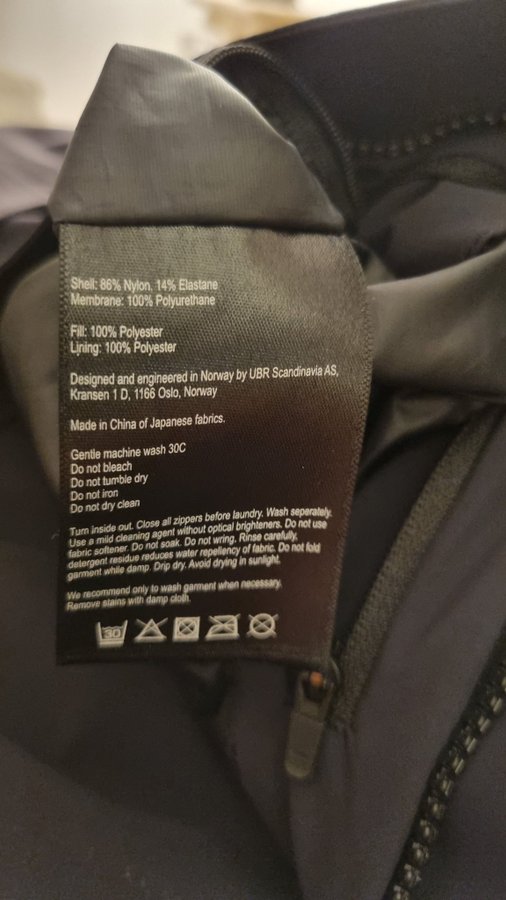 Shell: 86% Nylon. 14% Elastane
Membrane: 100% Polyurethane
Fill: 100% Polyester
Lining: 100% Polyester
Designed and engineered in Norway by UBR Scandinavia AS,
Kransen 1 D, 1166 Oslo, Norway
Made in China of Japanese fabrics.
Gentle machine wash 30C
Do not bleach
Do not tumble dry
Do not iron
Do not dry clean
Turn inside out. Close all zippers before laundry. Wash seperately.
Use a mild cleaning agent without optical brighteners. Do not use
fabric softener. Do not soak. Do not wring. Rinse carefully,
detergent residue reduces water repellency of fabric. Do not fold
garment while damp. Drip dry. Avoid drying in sunlight.
We recommend only to wash garment when necessary.
Remove stains with damp cloth.
30